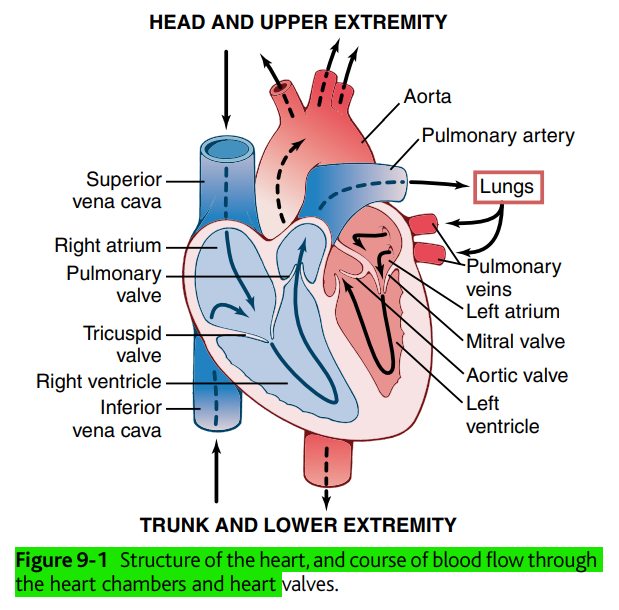 HEAD AND UPPER EXTREMITY
Aorta
Pulmonary artery
Lungs
Superior
vena cava
Right atrium
Pulmonary
valve
Tricuspid
valve
Right ventricle
Inferior
vena cava
Pulmonary
veins
Left atrium
Mitral valve
Aortic valve
Left
ventricle
TRUNK AND LOWER EXTREMITY
Figure 9-1 Structure of the heart, and course of blood flow through
the heart chambers and heart valves.